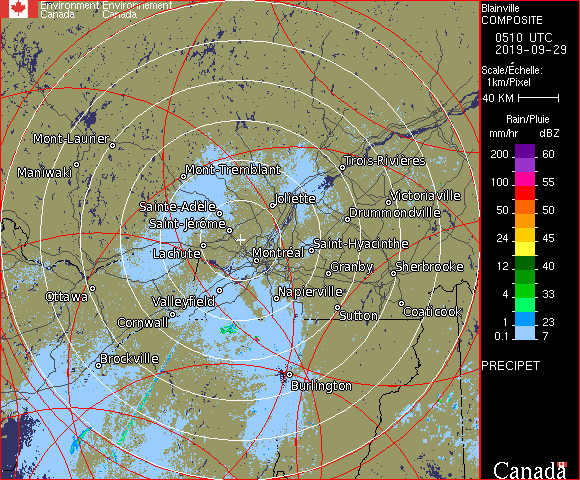 Environment Environnement
Canada Canada
Blainville
COMPOSITE
0510 UTC
2019-09-29
Scale/Échelle:
1km/Pixel
40 KM
Rain/Pluie
mm/hr dBZ
200 60
100 55
50 50
24 45
12 40
4 33
1 23
0.1 7
PRECIPET
Canada
Mont-Laurier
Maniwaki
Mont-Tremblant
Trois-Rivières
Sainte-Adèle
Joliette
Victoriaville
Drummondville
Saint-Jérôme
Lachute
Montréal
Saint-Hyacinthe
Granby
Sherbrooke
Ottawa
Valleyfield
Napierville
Cornwall
Sutton
Coaticook
Brockville
Burlington